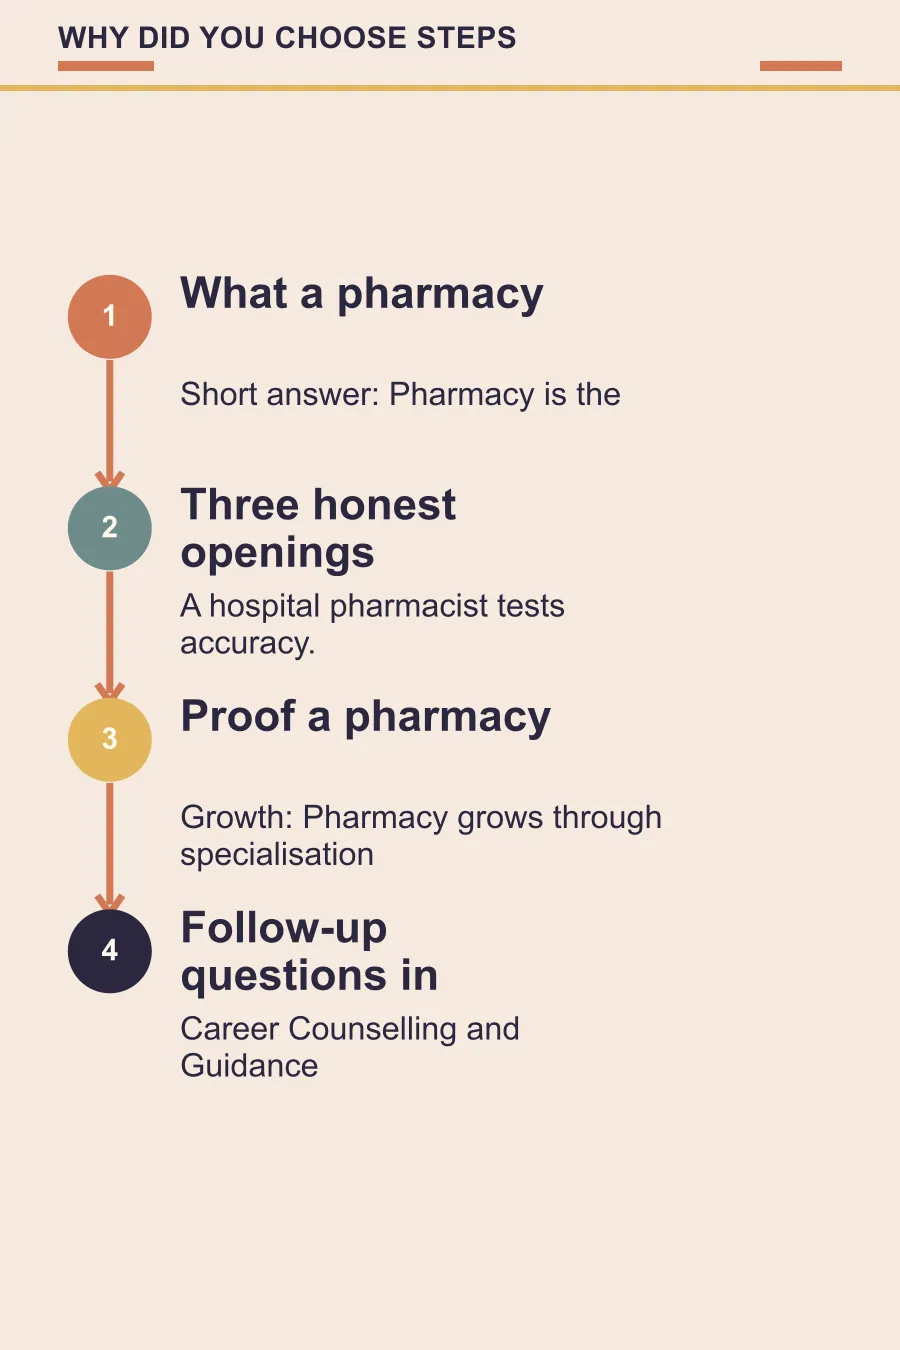 WHY DID YOU CHOOSE STEPS
1
What a pharmacy
Short answer: Pharmacy is the
2
Three honest
openings
A hospital pharmacist tests
accuracy.
3
Proof a pharmacy
Growth: Pharmacy grows through
specialisation
4
Follow-up
questions in
Career Counselling and
Guidance